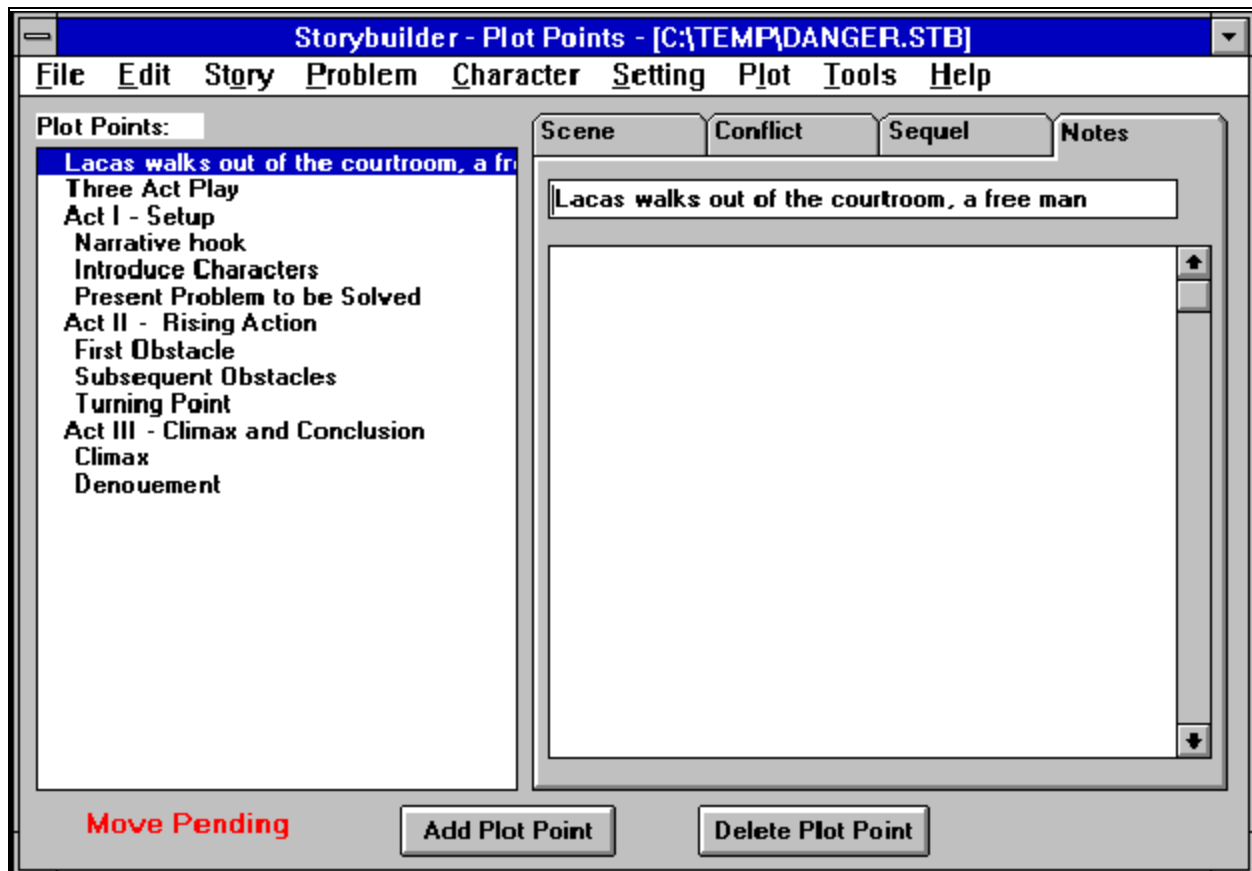 Storybuilder - Plot Points - [C:\TEMP\DANGER.STB]
File Edit Story Problem Character Setting Plot Tools Help
Plot Points:
Scene Conflict Sequel Notes
Lacas walks out of the courtroom, a fr
Three Act Play
Act I - Setup
Narrative hook
Introduce Characters
Present Problem to be Solved
Act II - Rising Action
First Obstacle
Subsequent Obstacles
Turning Point
Act III - Climax and Conclusion
Climax
Denouement
Lacas walks out of the courtroom, a free man
Move Pending
Add Plot Point
Delete Plot Point